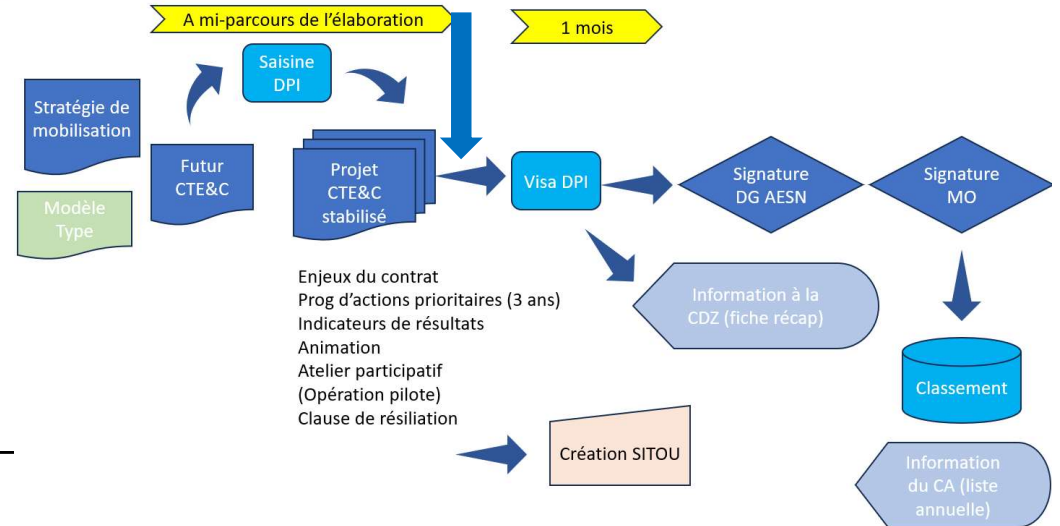 A mi-parcours de l'élaboration
1 mois
Saisine
DPI
Stratégie de
mobilisation
Futur
CTE&C
Modèle
Type
Projet
CTE&C
stabilisé
Visa DPI
Signature
DG AESN
Signature
MO
Enjeux du contrat
Prog d'actions prioritaires (3 ans)
Indicateurs de résultats
Animation
Atelier participatif
(Opération pilote)
Clause de résiliation
Information à la
CDZ (fiche récap)
Classement
Création SITOU
Information
du CA (liste
annuelle)